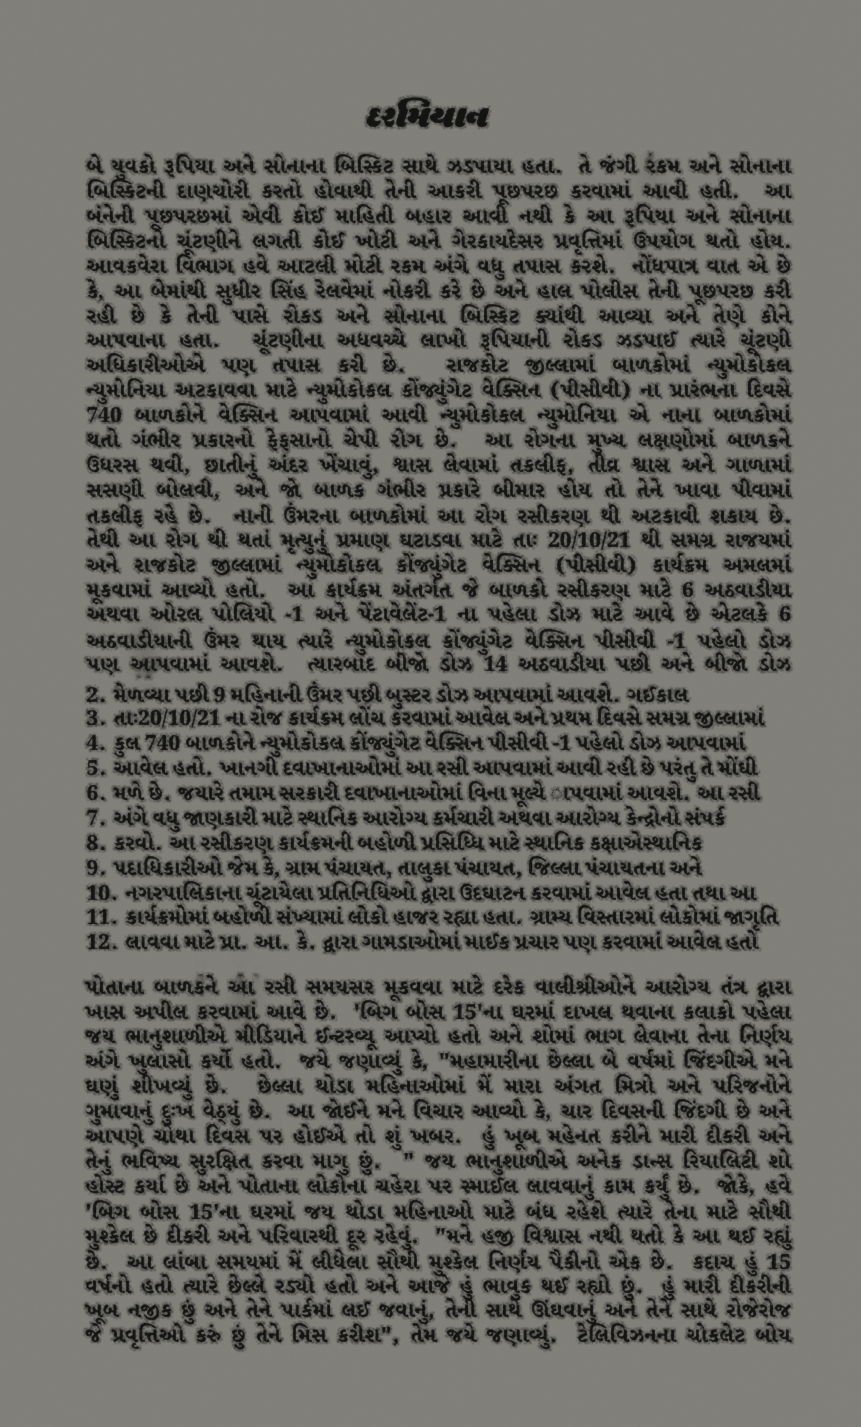 દરમિયાન
બે યુવકો રૂપિયા અને સોનાના બિસ્કિટ સાથે ઝડપાયા હતા. તે જંગી રકમ અને સોનાના
બિસ્કિટની દાણચોરી કરતો હોવાથી તેની આકરી પૂછપરછ કરવામાં આવી હતી. આ
બંનેની પૂછપરછમાં એવી કોઈ માહિતી બહાર આવી નથી કે આ રૂપિયા અને સોનાના
બિસ્કિટનો ચૂંટણીને લગતી કોઈ ખોટી અને ગેરકાયદેસર પ્રવૃત્તિમાં ઉપયોગ થતો હોય.
આવકવેરા વિભાગ હવે આટલી મોટી રકમ અંગે વધુ તપાસ કરશે. નોંધપાત્ર વાત એ છે
કે, આ બેમાંથી સુધીર સિંહ રેલવેમાં નોકરી કરે છે અને હાલ પોલીસ તેની પૂછપરછ કરી
રહી છે કે તેની પાસે રોકડ અને સોનાના બિસ્કિટ ક્યાંથી આવ્યા અને તેણે કોને
આપવાના હતા. ચૂંટણીના અધવચ્ચે લાખો રૂપિયાની રોકડ ઝડપાઈ ત્યારે ચૂંટણી
અધિકારીઓએ પણ તપાસ કરી છે. રાજકોટ જીલ્લામાં બાળકોમાં ન્યુમોકોકલ
ન્યુમોનિયા અટકાવવા માટે ન્યુમોકોકલ કોંજ્યુંગેટ વેક્સિન (પીસીવી) ના પ્રારંભના દિવસે
740 બાળકોને વેક્સિન આપવામાં આવી ન્યુમોકોકલ ન્યુમોનિયા એ નાના બાળકોમાં
થતો ગંભીર પ્રકારનો ફેફસાનો ચેપી રોગ છે. આ રોગના મુખ્ય લક્ષણોમાં બાળકને
ઉધરસ થવી, છાતીનું અંદર ખેંચાવું, શ્વાસ લેવામાં તકલીફ, તીવ્ર શ્વાસ અને ગાળામાં
સસણી બોલવી, અને જો બાળક ગંભીર પ્રકારે બીમાર હોય તો તેને ખાવા પીવામાં
તકલીફ રહે છે. નાની ઉંમરના બાળકોમાં આ રોગ રસીકરણ થી અટકાવી શકાય છે.
તેથી આ રોગ થી થતાં મૃત્યુનું પ્રમાણ ઘટાડવા માટે તાઃ 20/10/21 થી સમગ્ર રાજયમાં
અને રાજકોટ જીલ્લામાં ન્યુમોકોકલ કોંજ્યુંગેટ વેક્સિન (પીસીવી) કાર્યક્રમ અમલમાં
મૂકવામાં આવ્યો હતો. આ કાર્યક્રમ અંતર્ગત જે બાળકો રસીકરણ માટે 6 અઠવાડીયા
અથવા ઓરલ પોલિયો -1 અને પેંટાવેલેંટ-1 ના પહેલા ડોઝ માટે આવે છે એટલકે 6
અઠવાડીયાની ઉંમર થાય ત્યારે ન્યુમોકોકલ કોંજ્યુંગેટ વેક્સિન પીસીવી -1 પહેલો ડોઝ
પણ આપવામાં આવશે. ત્યારબાદ બીજો ડોઝ 14 અઠવાડીયા પછી અને બીજો ડોઝ
2. મેળવ્યા પછી 9 મહિનાની ઉંમર પછી બુસ્ટર ડોઝ આપવામાં આવશે. ગઈકાલ
3. તાઃ20/10/21 ના રોજ કાર્યક્રમ લોંચ કરવામાં આવેલ અને પ્રથમ દિવસે સમગ્ર જીલ્લામાં
4. કુલ 740 બાળકોને ન્યુમોકોકલ કોંજ્યુંગેટ વેક્સિન પીસીવી -1 પહેલો ડોઝ આપવામાં
5. આવેલ હતો. ખાનગી દવાખાનાઓમાં આ રસી આપવામાં આવી રહી છે પરંતુ તે મોંઘી
6. મળે છે. જયારે તમામ સરકારી દવાખાનાઓમાં વિના મૂલ્યે ાપવામાં આવશે. આ રસી
7. અંગે વધુ જાણકારી માટે સ્થાનિક આરોગ્ય કર્મચારી અથવા આરોગ્ય કેન્દ્રોનો સંપર્ક
8. કરવો. આ રસીકરણ કાર્યક્રમની બહોળી પ્રસિધ્ધિ માટે સ્થાનિક કક્ષાએસ્થાનિક
9. પદાધિકારીઓ જેમ કે, ગ્રામ પંચાયત, તાલુકા પંચાયત, જિલ્લા પંચાયતના અને
10. નગરપાલિકાના ચૂંટાયેલા પ્રતિનિધિઓ દ્વારા ઉદઘાટન કરવામાં આવેલ હતા તથા આ
11. કાર્યક્રમોમાં બહોળી સંખ્યામાં લોકો હાજર રહ્યા હતા. ગ્રામ્ય વિસ્તારમાં લોકોમાં જાગૃતિ
12. લાવવા માટે પ્રા. આ. કે. દ્વારા ગામડાઓમાં માઈક પ્રચાર પણ કરવામાં આવેલ હતો
પોતાના બાળકને આ રસી સમયસર મૂકવવા માટે દરેક વાલીશ્રીઓને આરોગ્ય તંત્ર દ્વારા
ખાસ અપીલ કરવામાં આવે છે. 'બિગ બોસ 15'ના ઘરમાં દાખલ થવાના કલાકો પહેલા
જય ભાનુશાળીએ મીડિયાને ઈન્ટરવ્યૂ આપ્યો હતો અને શોમાં ભાગ લેવાના તેના નિર્ણય
અંગે ખુલાસો કર્યો હતો. જયે જણાવ્યું કે, "મહામારીના છેલ્લા બે વર્ષમાં જિંદગીએ મને
ઘણું શીખવ્યું છે. છેલ્લા થોડા મહિનાઓમાં મેં મારા અંગત મિત્રો અને પરિજનોને
ગુમાવાનું દુઃખ વેઠ્યું છે. આ જોઈને મને વિચાર આવ્યો કે, ચાર દિવસની જિંદગી છે અને
આપણે ચોથા દિવસ પર હોઈએ તો શું ખબર. હું ખૂબ મહેનત કરીને મારી દીકરી અને
તેનું ભવિષ્ય સુરક્ષિત કરવા માગુ છું. " જય ભાનુશાળીએ અનેક ડાન્સ રિયાલિટી શો
હોસ્ટ કર્યા છે અને પોતાના લોકોના ચહેરા પર સ્માઈલ લાવવાનું કામ કર્યું છે. જોકે, હવે
'બિગ બોસ 15'ના ઘરમાં જય થોડા મહિનાઓ માટે બંધ રહેશે ત્યારે તેના માટે સૌથી
મુશ્કેલ છે દીકરી અને પરિવારથી દૂર રહેવું. "મને હજી વિશ્વાસ નથી થતો કે આ થઈ રહ્યું
છે. આ લાંબા સમયમાં મેં લીધેલા સૌથી મુશ્કેલ નિર્ણય પૈકીનો એક છે. કદાચ હું 15
વર્ષનો હતો ત્યારે છેલ્લે રડ્યો હતો અને આજે હું ભાવુક થઈ રહ્યો છું. હું મારી દીકરીની
ખૂબ નજીક છું અને તેને પાર્કમાં લઈ જવાનું, તેની સાથે ઊંઘવાનું અને તેને સાથે રોજેરોજ
જે પ્રવૃત્તિઓ કરું છું તેને મિસ કરીશ", તેમ જયે જણાવ્યું. ટેલિવિઝનના ચોકલેટ બોય